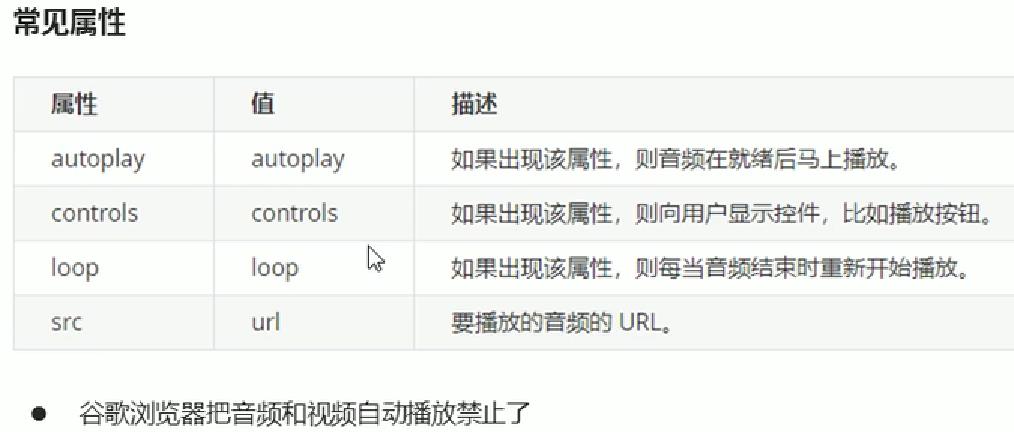 常见属性
属性 值 描述
autoplay autoplay 如果出现该属性，则音频在就绪后马上播放。
controls controls 如果出现该属性，则向用户显示控件，比如播放按钮。
loop loop 如果出现该属性，则每当音频结束时重新开始播放。
src url 要播放的音频的 URL。
● 谷歌浏览器把音频和视频自动播放禁止了